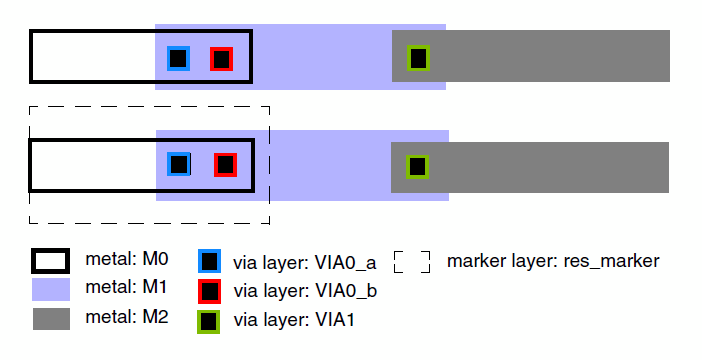 metal: M0
via layer: VIA0_a
marker layer: res_marker
metal: M1
via layer: VIA0_b
metal: M2
via layer: VIA1